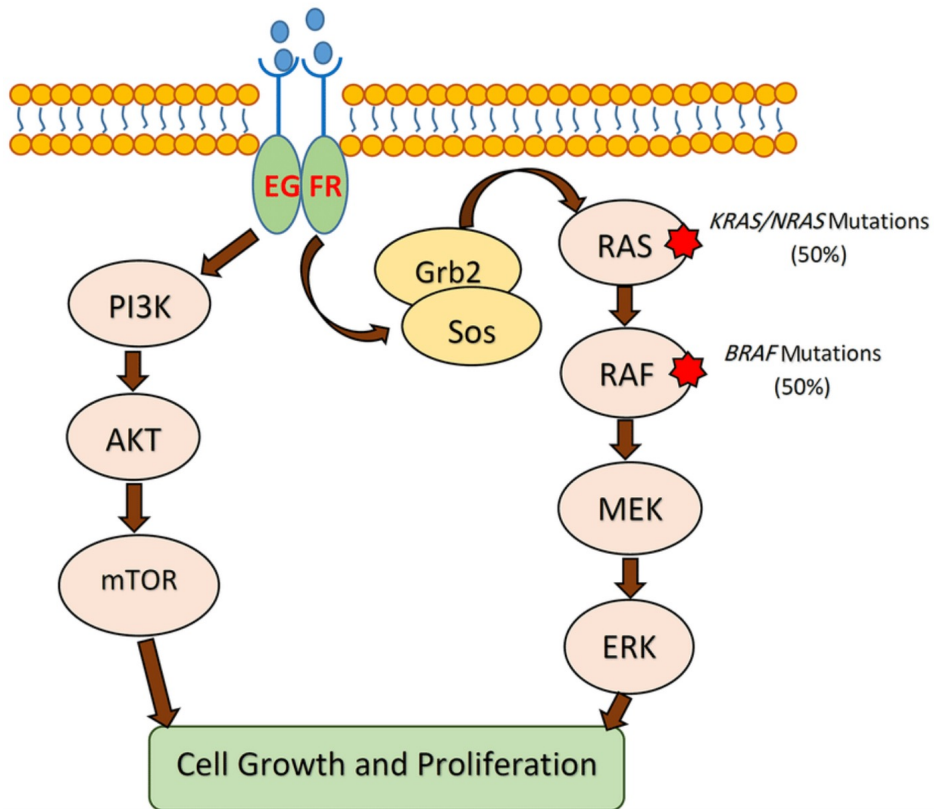 EG FR
KRAS/NRAS Mutations
(50%)
RAS
Grb2
PI3K
Sos
BRAF Mutations
(50%)
RAF
AKT
MEK
mTOR
ERK
Cell Growth and Proliferation